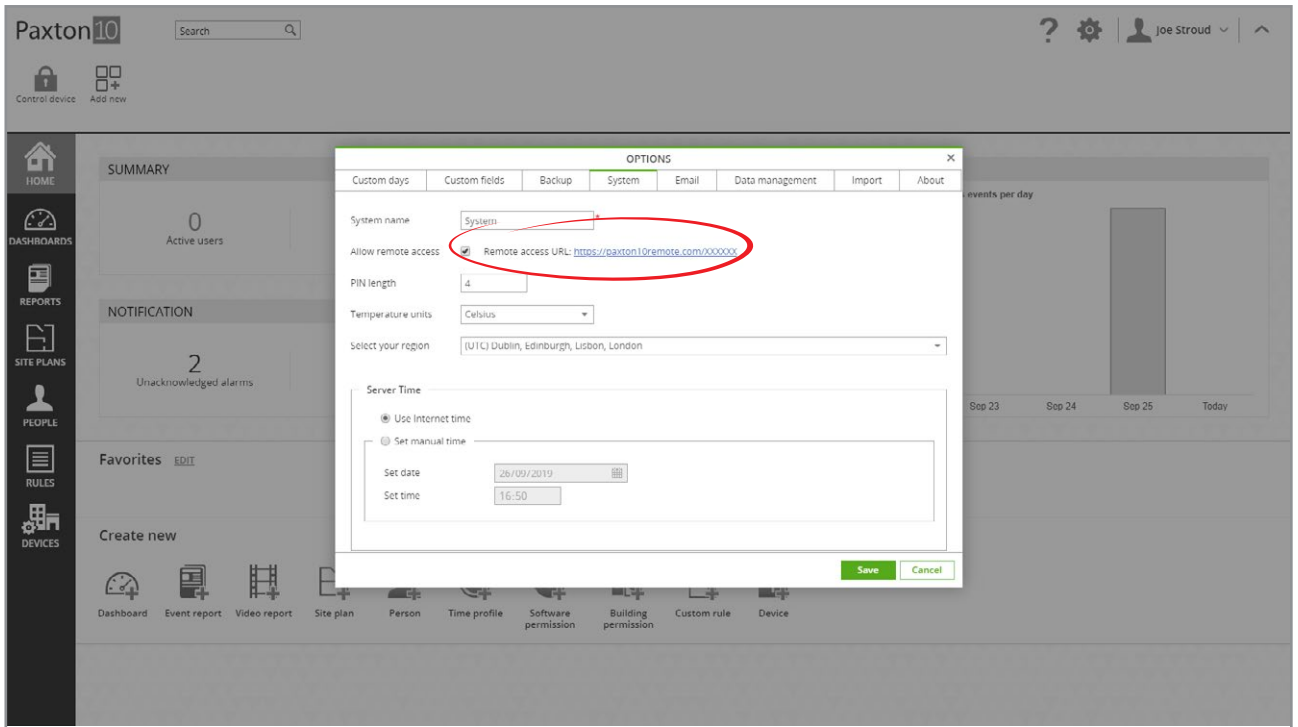 Paxton10
Search
Joe Stroud
Control device
Add new
HOME
DASHBOARDS
REPORTS
SITE PLANS
PEOPLE
RULES
DEVICES
SUMMARY
0
Active users
NOTIFICATION
2
Unacknowledged alarms
events per day
Sep 23 Sep 24 Sep 25 Today
OPTIONS
Custom days Custom fields Backup System Email Data management Import About
System name System *
Allow remote access Remote access URL: https://paxton10remote.com/XXXXXX
PIN length 4
Temperature units Celsius
Select your region (UTC) Dublin, Edinburgh, Lisbon, London
Server Time
Use Internet time
Set manual time
Set date 26/09/2019
Set time 16:50
Save Cancel
Favorites EDIT
Create new
Dashboard Event report Video report Site plan Person Time profile Software permission Building permission Custom rule Device